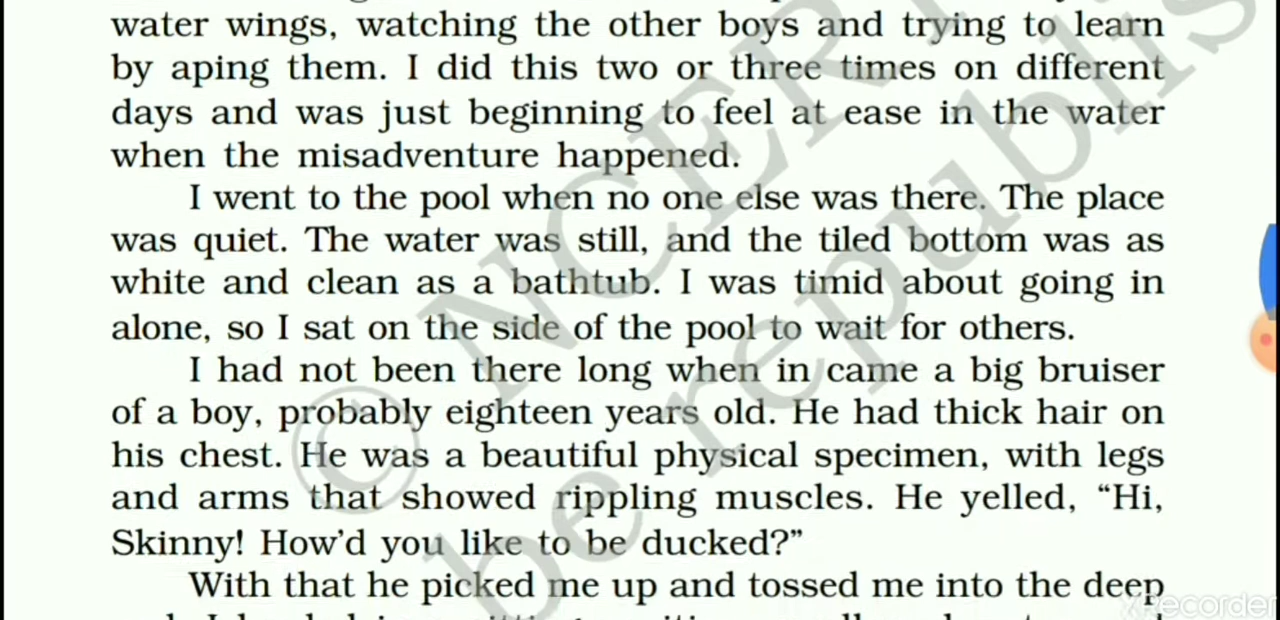 water wings, watching the other boys and trying to learn
by aping them. I did this two or three times on different
days and was just beginning to feel at ease in the water
when the misadventure happened.
I went to the pool when no one else was there. The place
was quiet. The water was still, and the tiled bottom was as
white and clean as a bathtub. I was timid about going in
alone, so I sat on the side of the pool to wait for others.
I had not been there long when in came a big bruiser
of a boy, probably eighteen years old. He had thick hair on
his chest. He was a beautiful physical specimen, with legs
and arms that showed rippling muscles. He yelled, “Hi,
Skinny! How’d you like to be ducked?”
With that he picked me up and tossed me into the deep
© NCERT
be republis
XRecorder